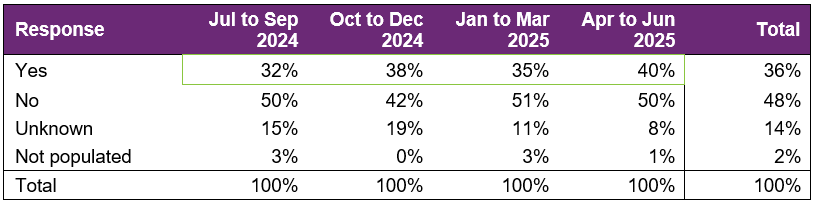 Response Jul to Sep 2024 Oct to Dec 2024 Jan to Mar 2025 Apr to Jun 2025 Total
Yes 32% 38% 35% 40% 36%
No 50% 42% 51% 50% 48%
Unknown 15% 19% 11% 8% 14%
Not populated 3% 0% 3% 1% 2%
Total 100% 100% 100% 100% 100%